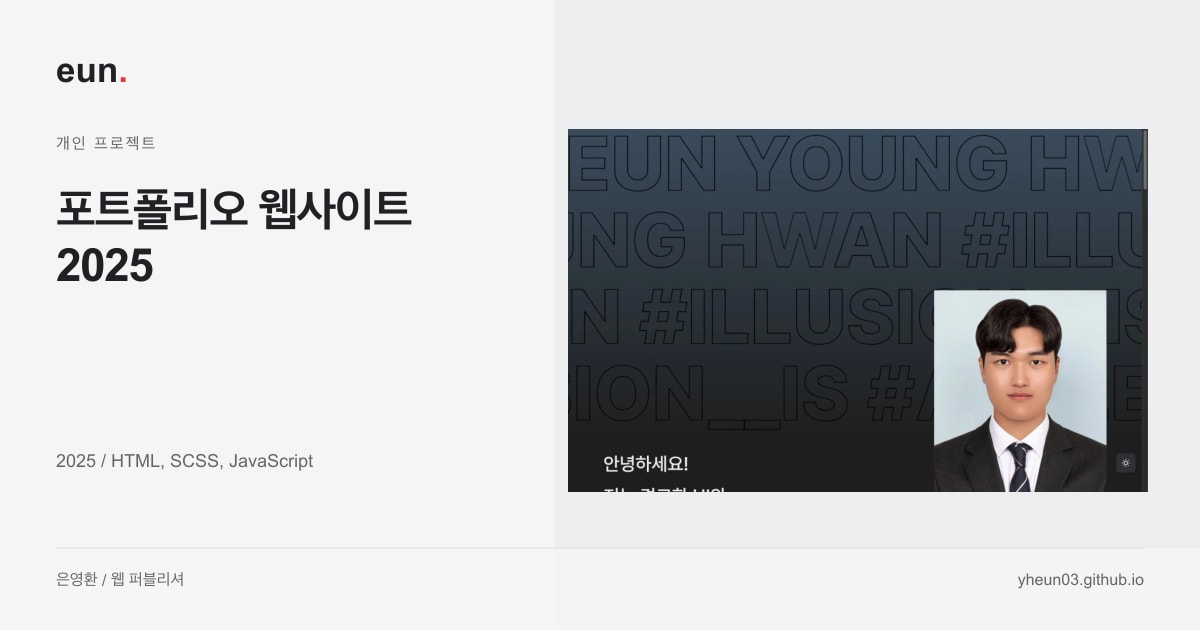 eun.
개인 프로젝트
포트폴리오 웹사이트
2025
2025 / HTML, SCSS, JavaScript
EUN YOUNG HW
NG HWAN #ILLU
N #ILLUSIO
SION__IS #A
안녕하세요!
은영환 / 웹 퍼블리셔
yheun03.github.io